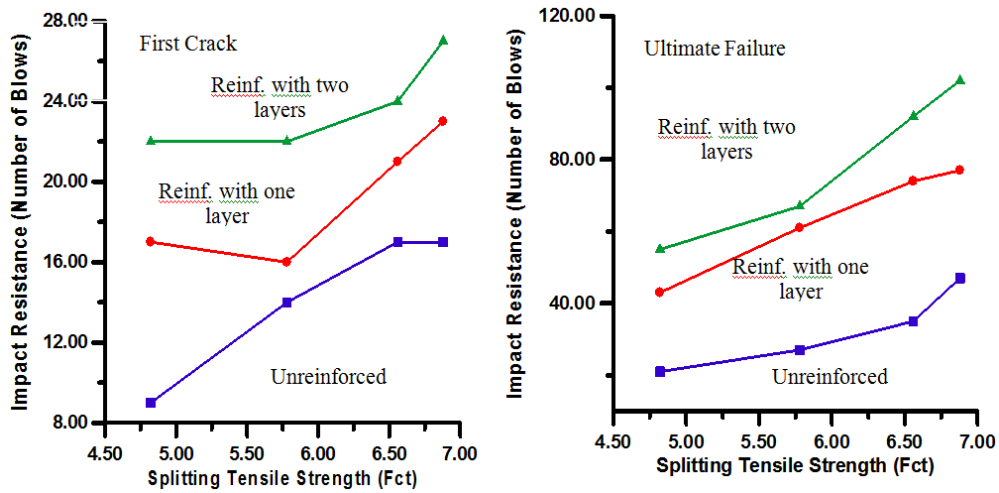 28.00
24.00
20.00
16.00
12.00
8.00
Impact Resistance (Number of Blows)
First Crack
Reinf. with two
layers
Reinf. with one
layer
Unreinforced
4.50 5.00 5.50 6.00 6.50 7.00
Splitting Tensile Strength (Fct)
120.00
80.00
40.00
Impact Resistance (Number of Blows)
Ultimate Failure
Reinf. with two
layers
Reinf. with one
layer
Unreinforced
4.50 5.00 5.50 6.00 6.50 7.00
Splitting Tensile Strength (Fct)